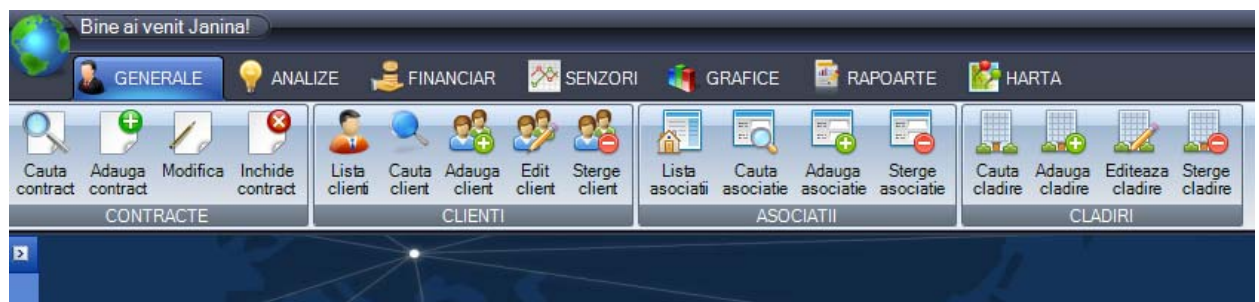 Bine ai venit Janina!
GENERALE ANALIZE FINANCIAR SENZORI GRAFICE RAPOARTE HARTA
Cauta contract
Adauga contract
Modifica
Inchide contract
CONTRACTE
Lista clienti
Cauta client
Adauga client
Edit client
Sterge client
CLIENTI
Lista asociatii
Cauta asociatie
Adauga asociatie
Sterge asociatie
ASOCIATII
Cauta cladire
Adauga cladire
Editeaza cladire
Sterge cladire
CLADIRI